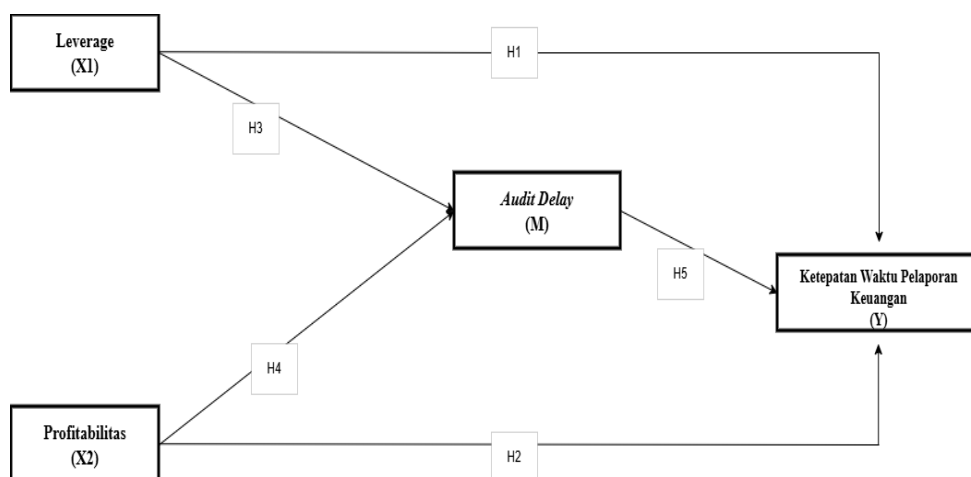 Leverage
(X1)
H1
H3
Audit Delay
(M)
H5
Ketepatan Waktu Pelaporan
Keuangan
(Y)
H4
Profitabilitas
(X2)
H2